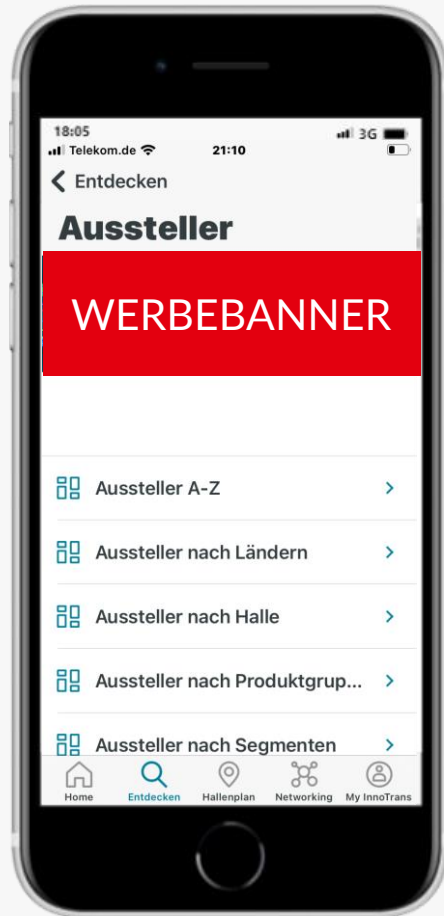 18:05 3G
Telekom.de 21:10
Entdecken
Aussteller
WERBEBANNER
Aussteller A-Z
Aussteller nach Ländern
Aussteller nach Halle
Aussteller nach Produktgrup...
Aussteller nach Segmenten
Home Entdecken Hallenplan Networking My InnoTrans